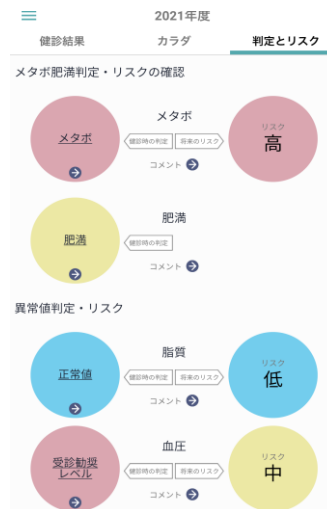 2021年度
健診結果 カラダ 判定とリスク
メタボ肥満判定・リスクの確認
メタボ
メタボ
健診時の判定 将来のリスク
コメント
リスク
高
肥満
肥満
健診時の判定
コメント
異常値判定・リスク
正常値
脂質
健診時の判定 将来のリスク
コメント
リスク
低
受診勧奨
レベル
血圧
健診時の判定 将来のリスク
コメント
リスク
中